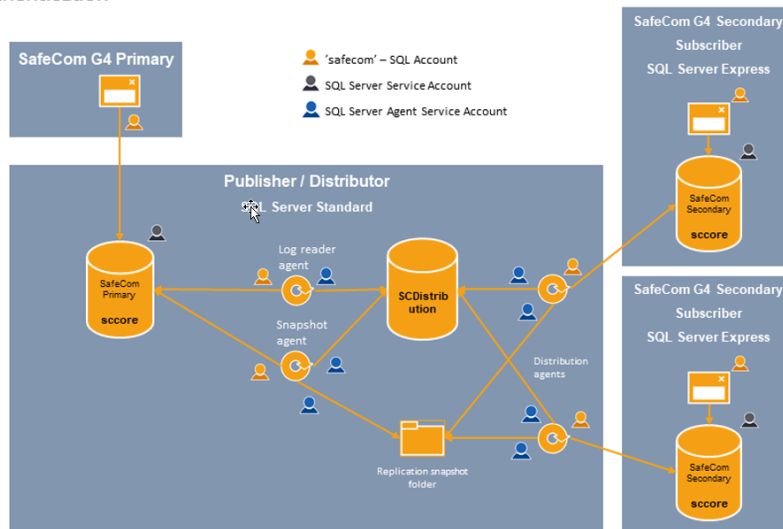 SafeCom G4 Primary
'safecom' – SQL Account
SQL Server Service Account
SQL Server Agent Service Account
SafeCom G4 Secondary
Subscriber
SQL Server Express
SafeCom
Secondary
sccore
Publisher / Distributor
SQL Server Standard
Log reader
agent
SafeCom
Primary
sccore
SCDistrib
ution
Snapshot
agent
Distribution
agents
Replication snapshot
folder
SafeCom G4 Secondary
Subscriber
SQL Server Express
SafeCom
Secondary
sccore